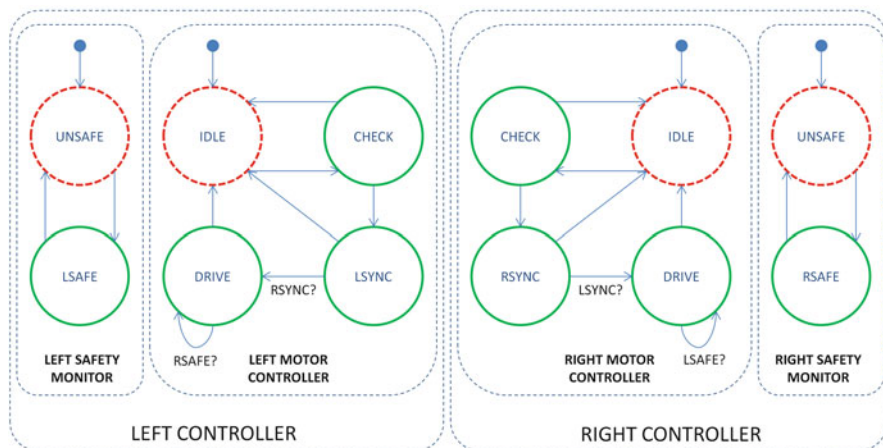 UNSAFE
IDLE
CHECK
CHECK
IDLE
UNSAFE
LSAFE
DRIVE
RSYNC?
LSYNC
RSYNC
LSYNC?
DRIVE
RSAFE
RSAFE?
LSAFE?
LEFT SAFETY
MONITOR
LEFT MOTOR
CONTROLLER
RIGHT MOTOR
CONTROLLER
RIGHT SAFETY
MONITOR
LEFT CONTROLLER
RIGHT CONTROLLER